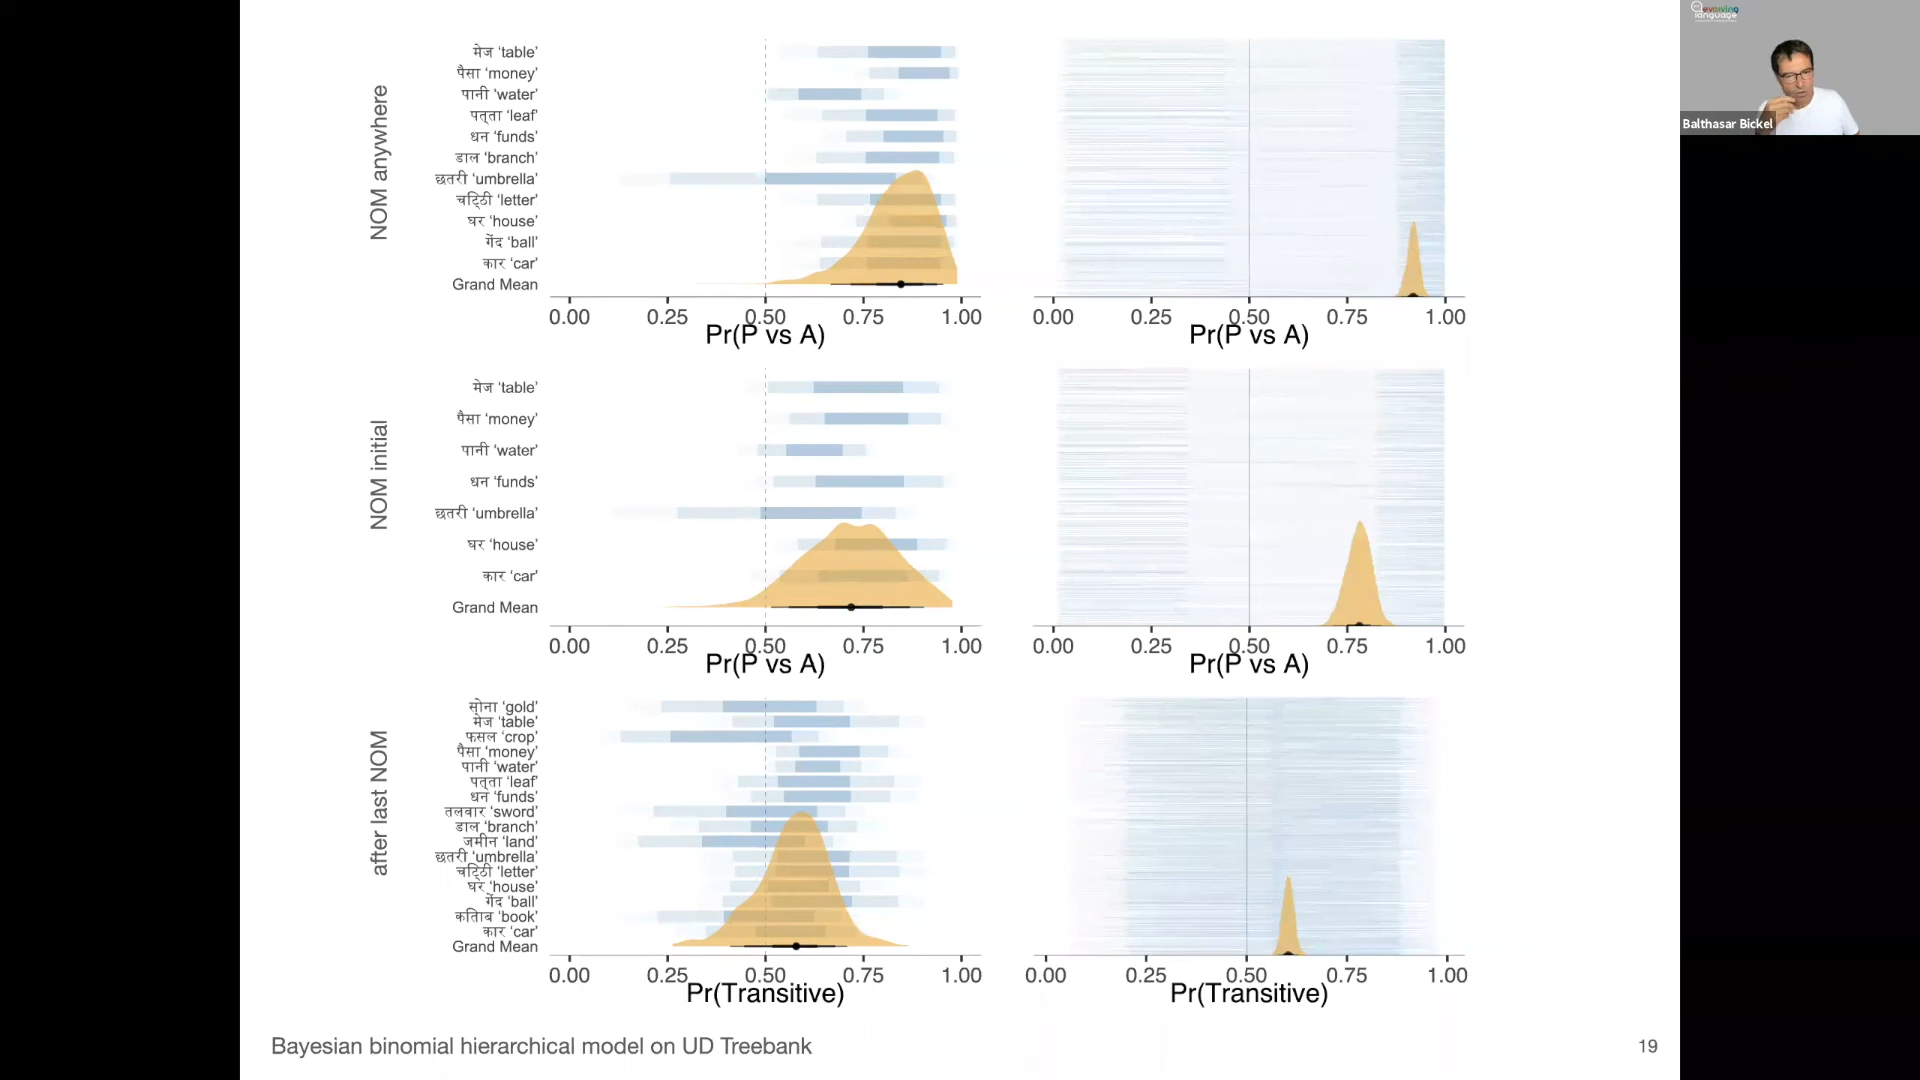 evolving
language
Balthasar Bickel
NOM anywhere
मेज 'table'
पैसा 'money'
पानी 'water'
पत्ता 'leaf'
धन 'funds'
डाल 'branch'
छतरी 'umbrella'
चिट्ठी 'letter'
घर 'house'
गेंद 'ball'
कार 'car'
Grand Mean
0.00 0.25 0.50 0.75 1.00
Pr(P vs A)
0.00 0.25 0.50 0.75 1.00
Pr(P vs A)
NOM initial
मेज 'table'
पैसा 'money'
पानी 'water'
धन 'funds'
छतरी 'umbrella'
घर 'house'
कार 'car'
Grand Mean
0.00 0.25 0.50 0.75 1.00
Pr(P vs A)
0.00 0.25 0.50 0.75 1.00
Pr(P vs A)
after last NOM
सोना 'gold'
मेज 'table'
फसल 'crop'
पैसा 'money'
पानी 'water'
पत्ता 'leaf'
धन 'funds'
तलवार 'sword'
डाल 'branch'
जमीन 'land'
छतरी 'umbrella'
चिट्ठी 'letter'
घर 'house'
गेंद 'ball'
किताब 'book'
कार 'car'
Grand Mean
0.00 0.25 0.50 0.75 1.00
Pr(Transitive)
0.00 0.25 0.50 0.75 1.00
Pr(Transitive)
Bayesian binomial hierarchical model on UD Treebank
19